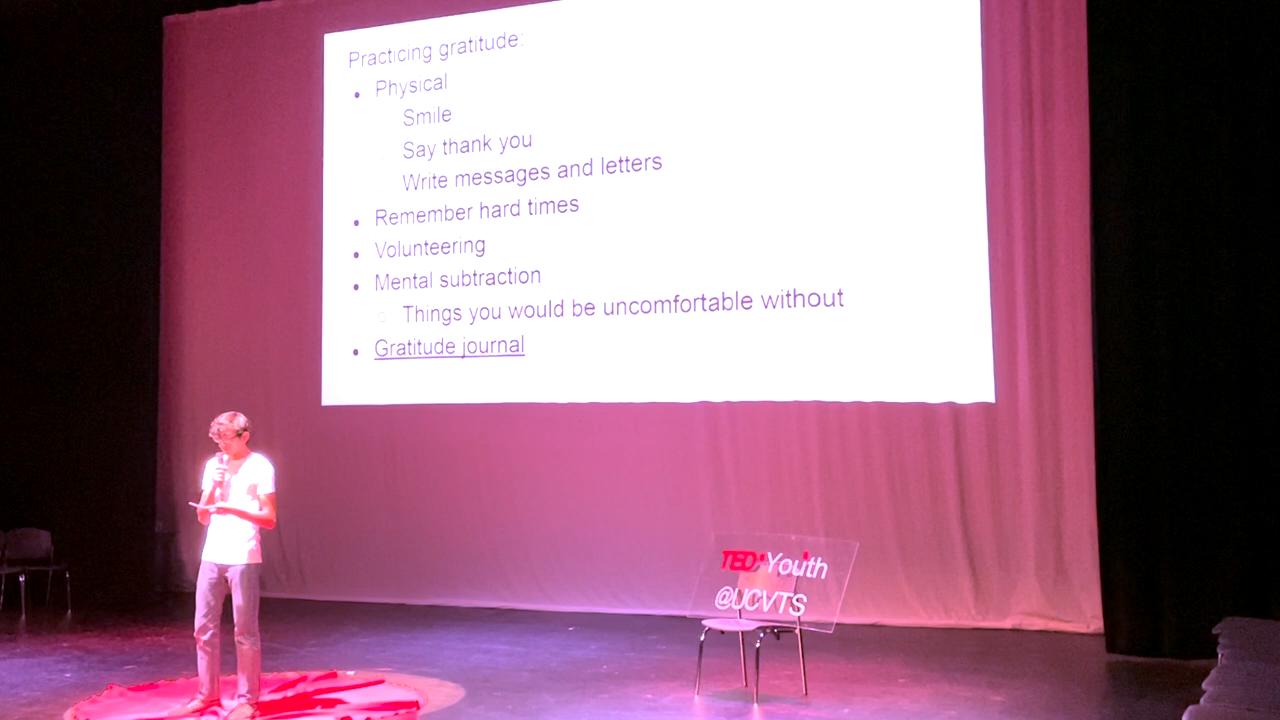 Practicing gratitude:
• Physical
Smile
Say thank you
Write messages and letters
• Remember hard times
• Volunteering
• Mental subtraction
○ Things you would be uncomfortable without
• Gratitude journal
TEDxYouth
@UCVTS